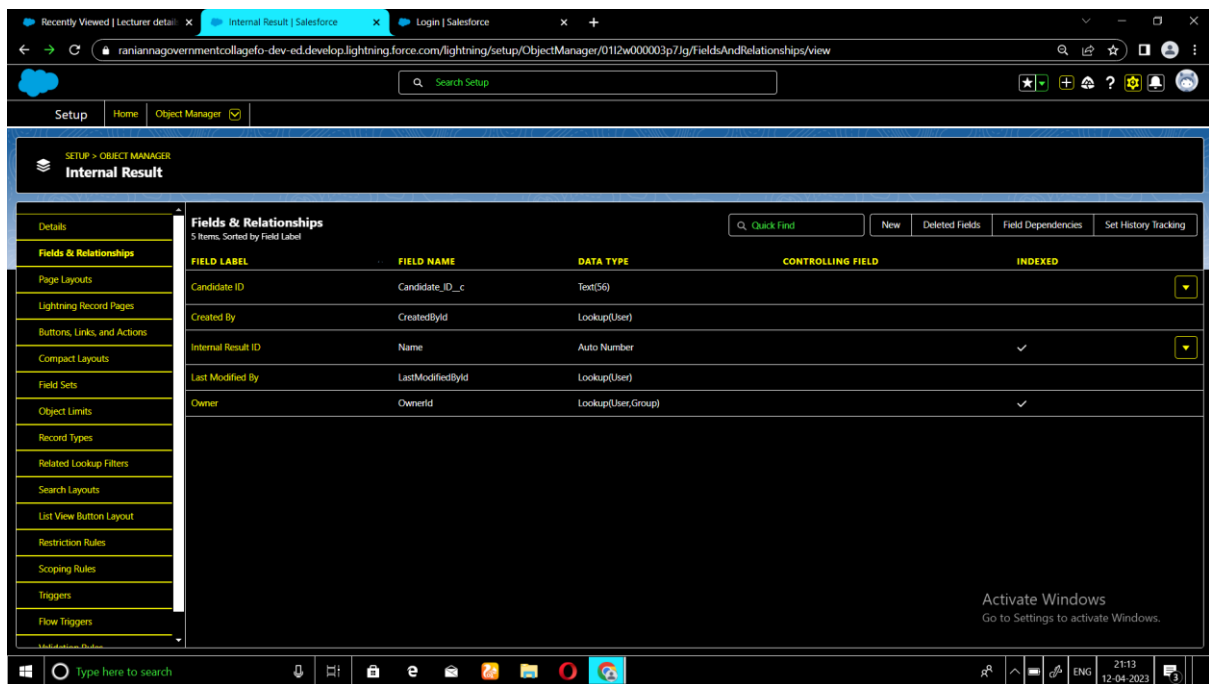 Recently Viewed | Lecturer detail
Internal Result | Salesforce
Login | Salesforce
raniannagovernmentcollagefo-dev-ed.develop.lightning.force.com/lightning/setup/ObjectManager/01I2w000003p7Jg/FieldsAndRelationships/view
Search Setup
Setup Home Object Manager
SETUP > OBJECT MANAGER
Internal Result
Details
Fields & Relationships
Page Layouts
Lightning Record Pages
Buttons, Links, and Actions
Compact Layouts
Field Sets
Object Limits
Record Types
Related Lookup Filters
Search Layouts
List View Button Layout
Restriction Rules
Scoping Rules
Triggers
Flow Triggers
Validation Rules
Fields & Relationships
5 Items, Sorted by Field Label
Quick Find
New
Deleted Fields
Field Dependencies
Set History Tracking
FIELD LABEL FIELD NAME DATA TYPE CONTROLLING FIELD INDEXED
Candidate ID Candidate_ID__c Text(56)
Created By CreatedById Lookup(User)
Internal Result ID Name Auto Number
Last Modified By LastModifiedById Lookup(User)
Owner OwnerId Lookup(User,Group)
Activate Windows
Go to Settings to activate Windows.
Type here to search
ENG
21:13
12-04-2023
3